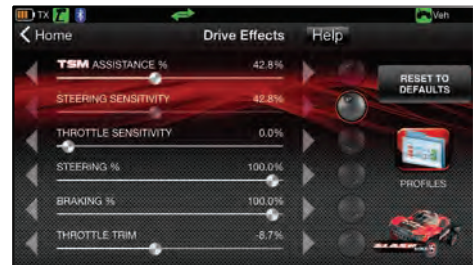 TX Veh
Home Drive Effects Help
TSM ASSISTANCE % 42.8%
STEERING SENSITIVITY 42.8%
THROTTLE SENSITIVITY 0.0%
STEERING % 100.0%
BRAKING % 100.0%
THROTTLE TRIM -8.7%
RESET TO
DEFAULTS
PROFILES
SLASH